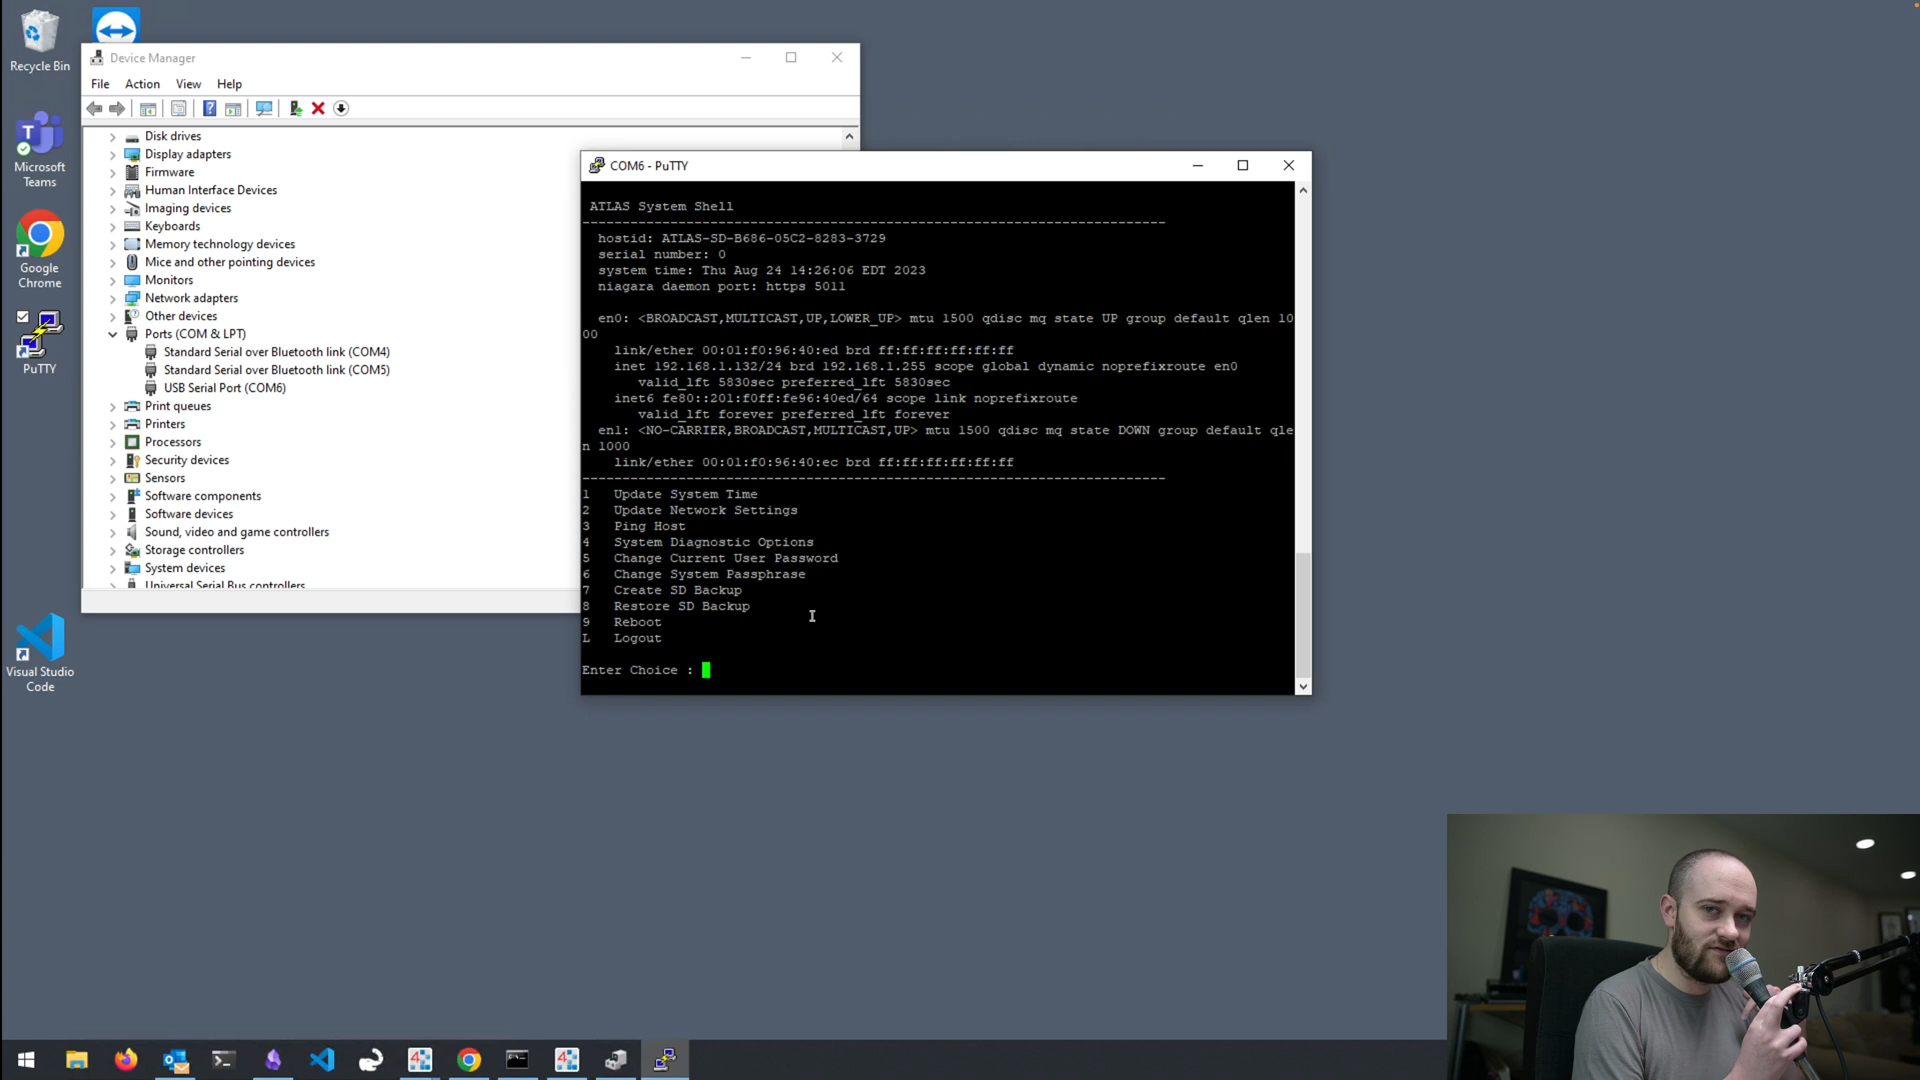 Recycle Bin
Microsoft
Teams
Google
Chrome
PuTTY
Visual Studio
Code
Device Manager
File Action View Help
Disk drives
Display adapters
Firmware
Human Interface Devices
Imaging devices
Keyboards
Memory technology devices
Mice and other pointing devices
Monitors
Network adapters
Other devices
Ports (COM & LPT)
Standard Serial over Bluetooth link (COM4)
Standard Serial over Bluetooth link (COM5)
USB Serial Port (COM6)
Print queues
Printers
Processors
Security devices
Sensors
Software components
Software devices
Sound, video and game controllers
Storage controllers
System devices
Universal Serial Bus controllers
COM6 - PuTTY
ATLAS System Shell
------------------------------------------------------------------------
hostid: ATLAS-SD-B686-05C2-8283-3729
serial number: 0
system time: Thu Aug 24 14:26:06 EDT 2023
niagara daemon port: https 5011
en0: <BROADCAST,MULTICAST,UP,LOWER_UP> mtu 1500 qdisc mq state UP group default qlen 10
00
link/ether 00:01:f0:96:40:ed brd ff:ff:ff:ff:ff:ff
inet 192.168.1.132/24 brd 192.168.1.255 scope global dynamic noprefixroute en0
valid_lft 5830sec preferred_lft 5830sec
inet6 fe80::201:f0ff:fe96:40ed/64 scope link noprefixroute
valid_lft forever preferred_lft forever
en1: <NO-CARRIER,BROADCAST,MULTICAST,UP> mtu 1500 qdisc mq state DOWN group default qle
n 1000
link/ether 00:01:f0:96:40:ec brd ff:ff:ff:ff:ff:ff
------------------------------------------------------------------------
1 Update System Time
2 Update Network Settings
3 Ping Host
4 System Diagnostic Options
5 Change Current User Password
6 Change System Passphrase
7 Create SD Backup
8 Restore SD Backup
9 Reboot
L Logout
Enter Choice :